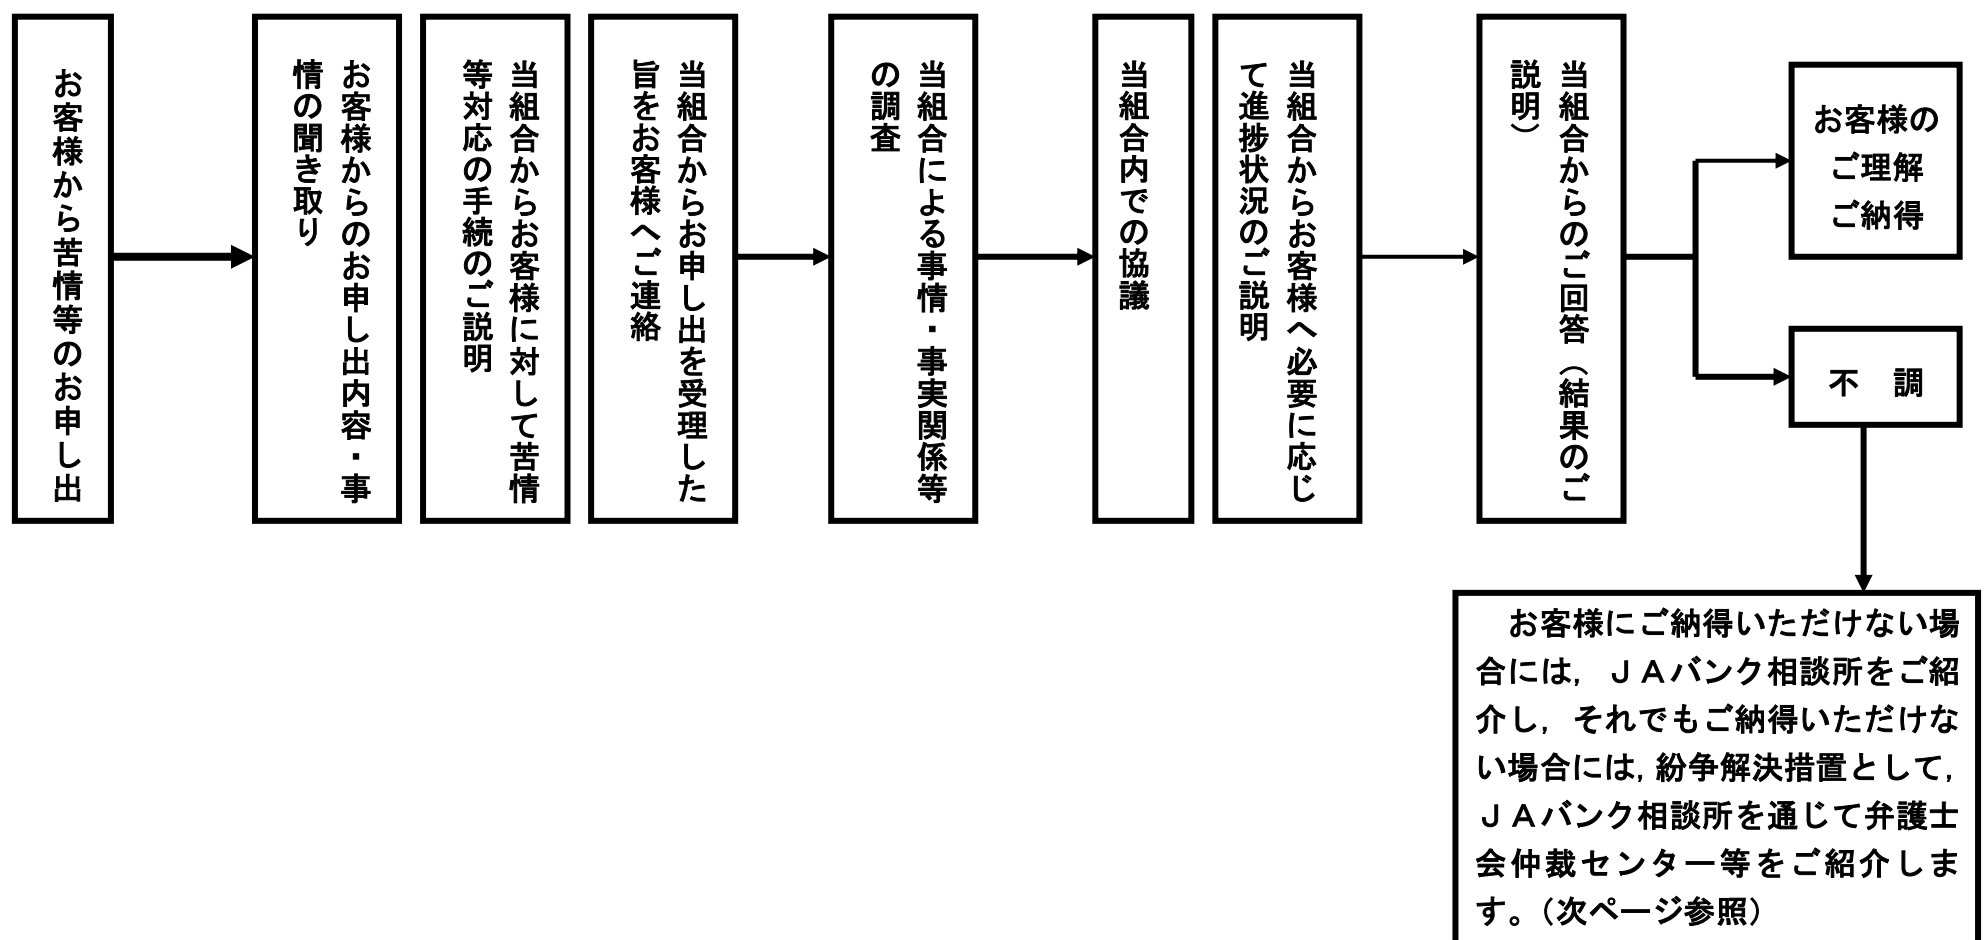 お客様から苦情等のお申し出
お客様からのお申し出内容・事
情の聞き取り
当組合からお客様に対して苦情
等対応の手続のご説明
当組合からお申し出を受理した
旨をお客様へご連絡
当組合による事情・事実関係等
の調査
当組合内での協議
当組合からお客様へ必要に応じ
て進捗状況のご説明
当組合からのご回答（結果のご
説明）
お客様の
ご理解
ご納得
不　調
お客様にご納得いただけない場
合には，ＪＡバンク相談所をご紹
介し，それでもご納得いただけな
い場合には，紛争解決措置として，
ＪＡバンク相談所を通じて弁護士
会仲裁センター等をご紹介しま
す。（次ページ参照）